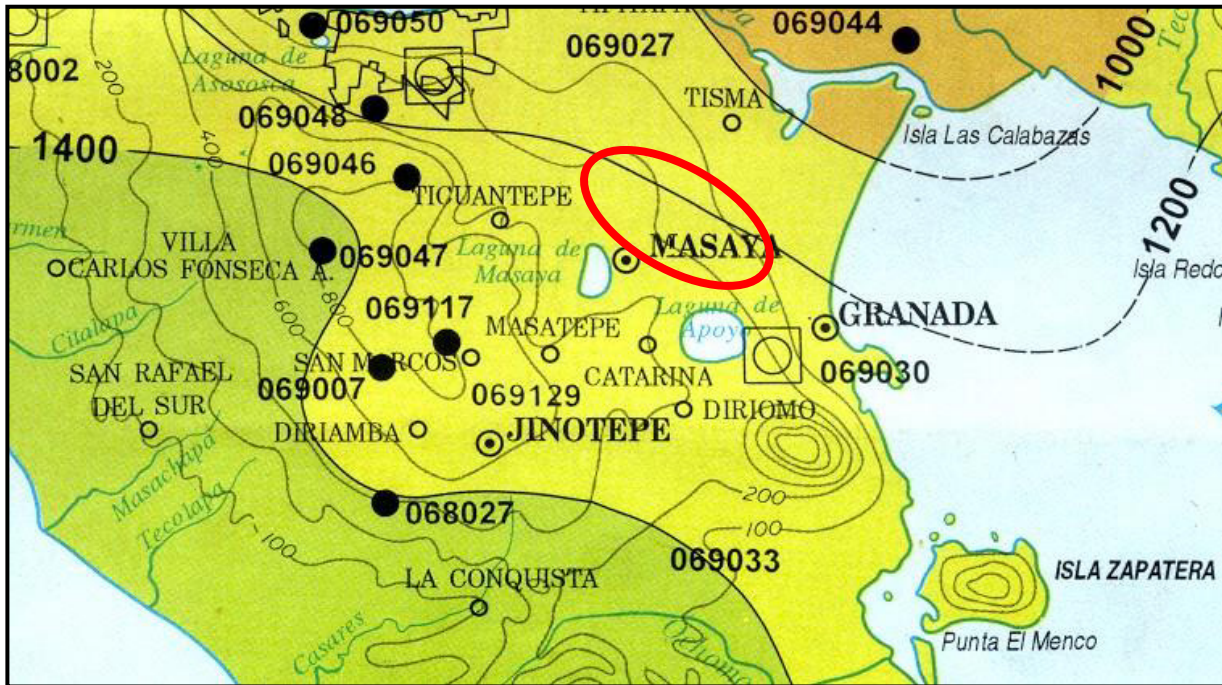 069050
069044
069027
8002
200
Laguna de
Asososca
TISMA
1000
069048
400
Isla Las Calabazas
1400
069046
TICUANTEPE
1200
VILLA
CARLOS FONSECA A.
069047
Laguna de
Masaya
MASAYA
Isla Redo
800
069117
Laguna de
Apoyo
GRANADA
Citalapa
600
MASATEPE
SAN MARCOS
SAN RAFAEL
DEL SUR
069007
069129
CATARINA
069030
DIRIAMBA
JINOTEPE
DIRIOMO
Masachapa
Tecolapa
200
068027
100
100
069033
LA CONQUISTA
ISLA ZAPATERA
Casares
Ochomo
Punta El Menco